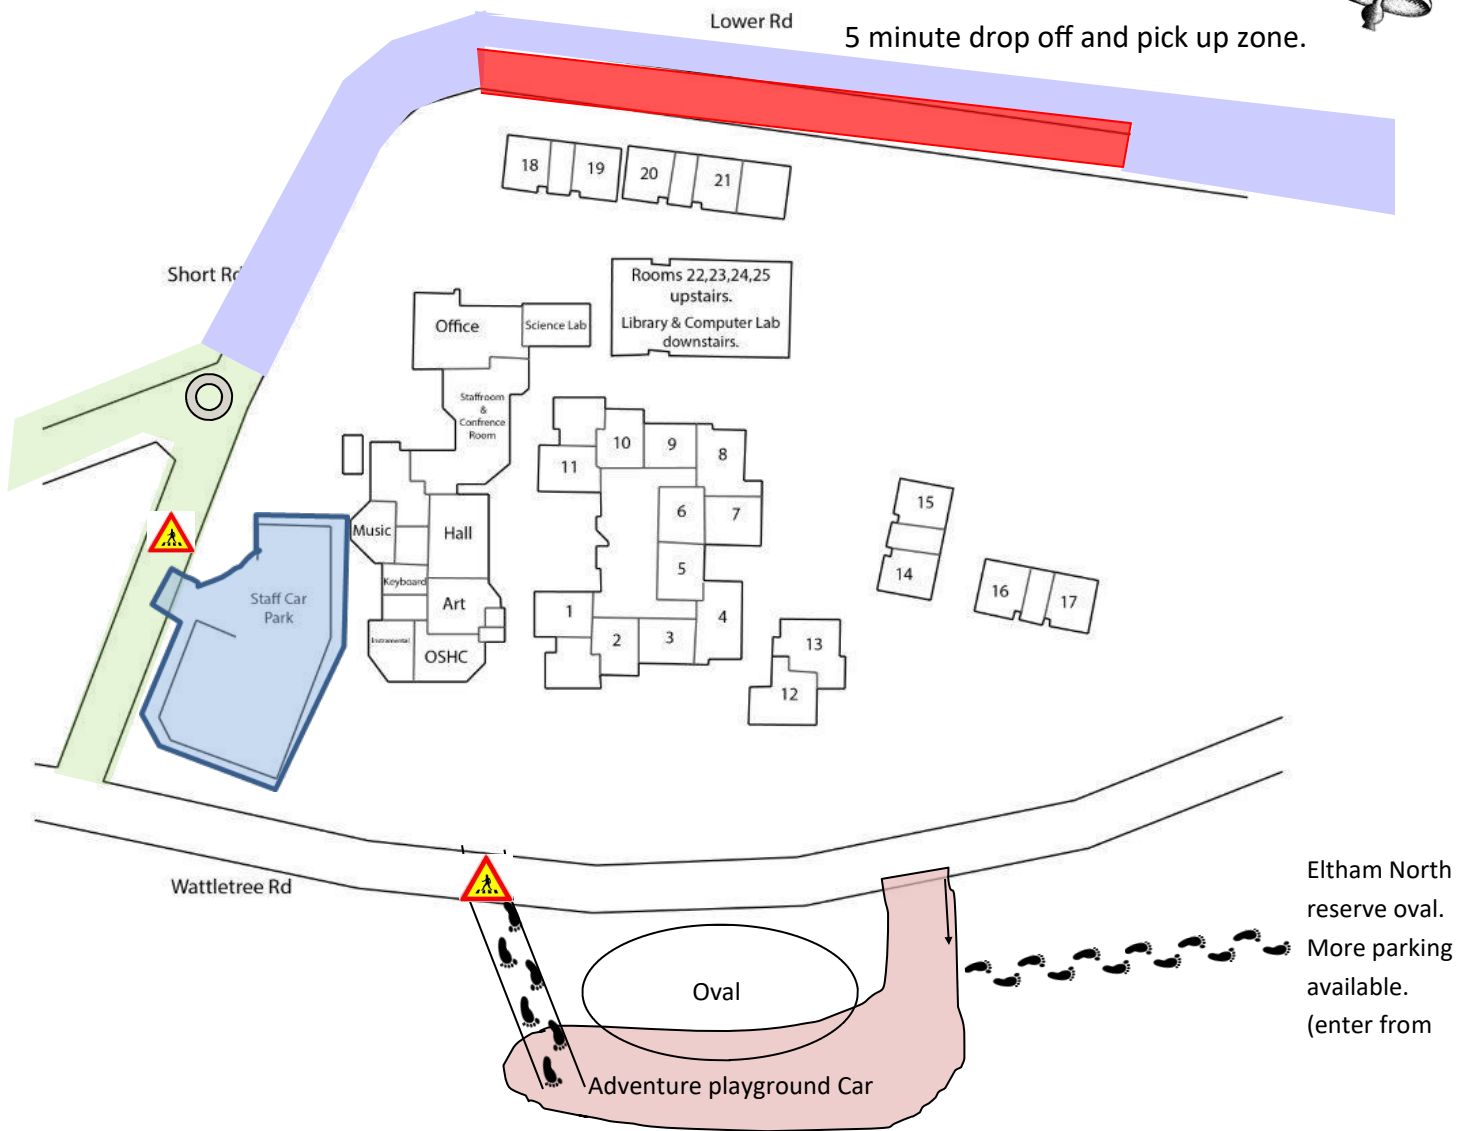 Lower Rd
5 minute drop off and pick up zone.
18
19
20
21
Short Rd
Rooms 22,23,24,25
upstairs.
Library & Computer Lab
downstairs.
Office
Science Lab
Staffroom
&
Confrence
Room
10
9
8
11
6
7
5
15
14
16
17
Music
Hall
Keyboard
Art
Instramental
OSHC
Staff Car
Park
1
2
3
4
13
12
Wattletree Rd
Oval
Adventure playground Car
Eltham North
reserve oval.
More parking
available.
(enter from